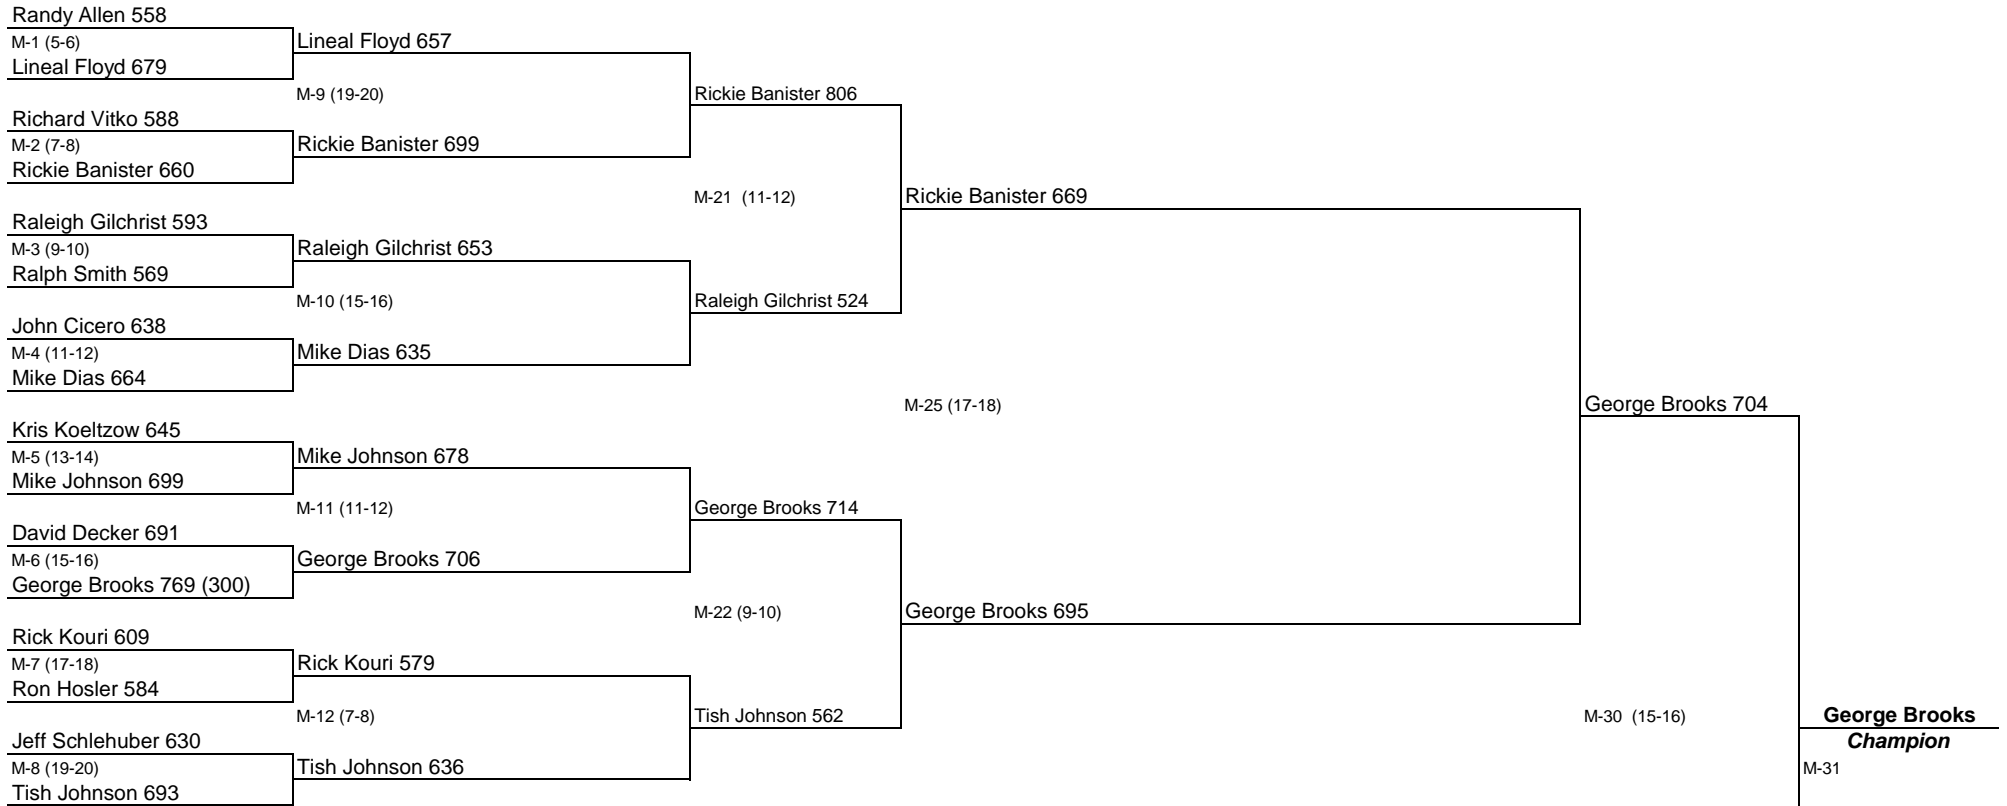 Randy Allen 558
M-1 (5-6)
Lineal Floyd 679
Richard Vitko 588
M-2 (7-8)
Rickie Banister 660
Raleigh Gilchrist 593
M-3 (9-10)
Ralph Smith 569
John Cicero 638
M-4 (11-12)
Mike Dias 664
Kris Koeltzow 645
M-5 (13-14)
Mike Johnson 699
David Decker 691
M-6 (15-16)
George Brooks 769 (300)
Rick Kouri 609
M-7 (17-18)
Ron Hosler 584
Jeff Schlehuber 630
M-8 (19-20)
Tish Johnson 693
Lineal Floyd 657
M-9 (19-20)
Rickie Banister 699
Raleigh Gilchrist 653
M-10 (15-16)
Mike Dias 635
Mike Johnson 678
M-11 (11-12)
George Brooks 706
Rick Kouri 579
M-12 (7-8)
Tish Johnson 636
Rickie Banister 806
M-21 (11-12)
Raleigh Gilchrist 524
George Brooks 714
M-22 (9-10)
Tish Johnson 562
Rickie Banister 669
M-25 (17-18)
George Brooks 695
George Brooks 704
M-30 (15-16)
George Brooks
Champion
M-31